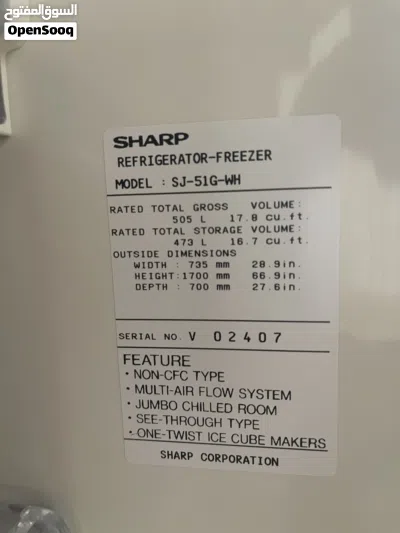 السوق المفتوح
OpenSooq
SHARP
REFRIGERATOR-FREEZER
MODEL : SJ-51G-WH
RATED TOTAL GROSS VOLUME:
505 L 17.8 cu.ft.
RATED TOTAL STORAGE VOLUME:
473 L 16.7 cu.ft.
OUTSIDE DIMENSIONS
WIDTH : 735 mm 28.9in.
HEIGHT:1700 mm 66.9in.
DEPTH : 700 mm 27.6in.
SERIAL NO. V 02407
FEATURE
• NON-CFC TYPE
• MULTI-AIR FLOW SYSTEM
• JUMBO CHILLED ROOM
• SEE-THROUGH TYPE
• ONE-TWIST ICE CUBE MAKERS
SHARP CORPORATION